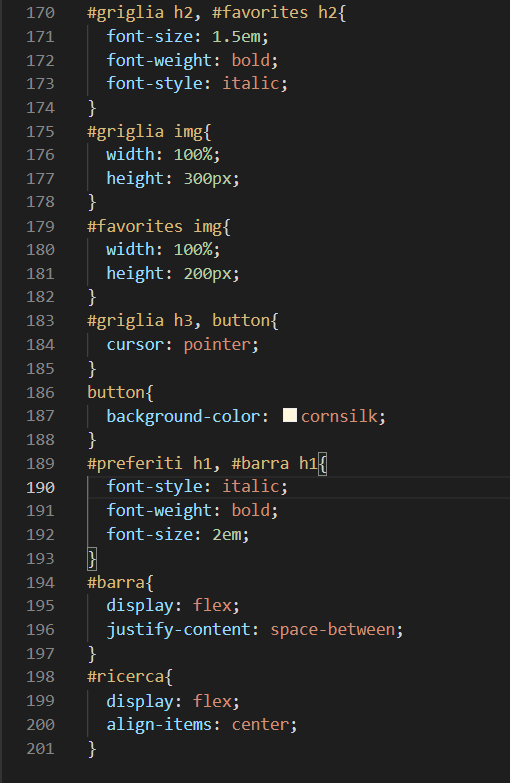 170 #griglia h2, #favorites h2{
171 font-size: 1.5em;
172 font-weight: bold;
173 font-style: italic;
174 }
175 #griglia img{
176 width: 100%;
177 height: 300px;
178 }
179 #favorites img{
180 width: 100%;
181 height: 200px;
182 }
183 #griglia h3, button{
184 cursor: pointer;
185 }
186 button{
187 background-color: cornsilk;
188 }
189 #preferiti h1, #barra h1{
190 font-style: italic;
191 font-weight: bold;
192 font-size: 2em;
193 }
194 #barra{
195 display: flex;
196 justify-content: space-between;
197 }
198 #ricerca{
199 display: flex;
200 align-items: center;
201 }